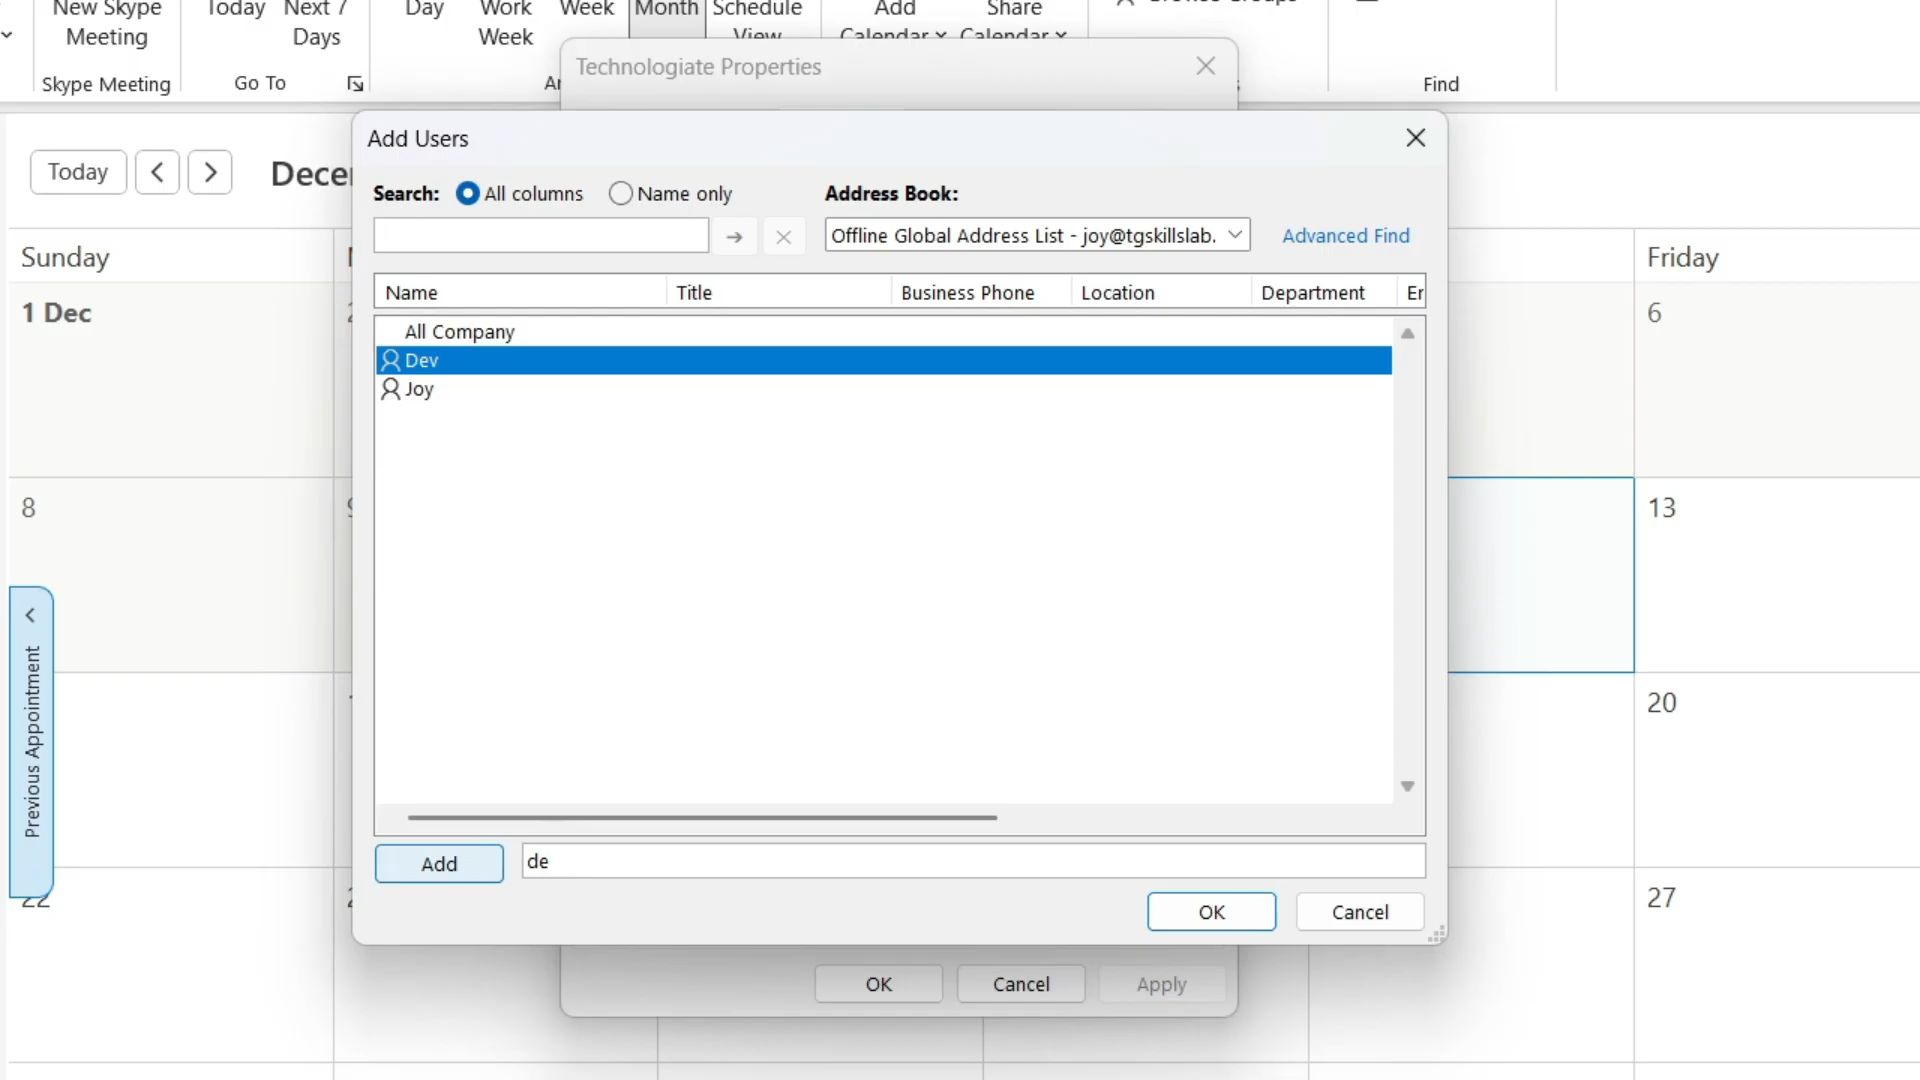 New Skype Meeting
Skype Meeting
Today
Next 7 Days
Go To
Day
Work Week
Week
Month
Schedule View
Add Calendar
Share Calendar
Find
Technologiate Properties
Add Users
Today
Search: All columns Name only
Address Book:
Offline Global Address List - joy@tgskillslab.
Advanced Find
Name Title Business Phone Location Department
All Company
Dev
Joy
Add de
OK Cancel
OK Cancel Apply
Sunday Friday
1 Dec 6
8 13
20
27
Previous Appointment